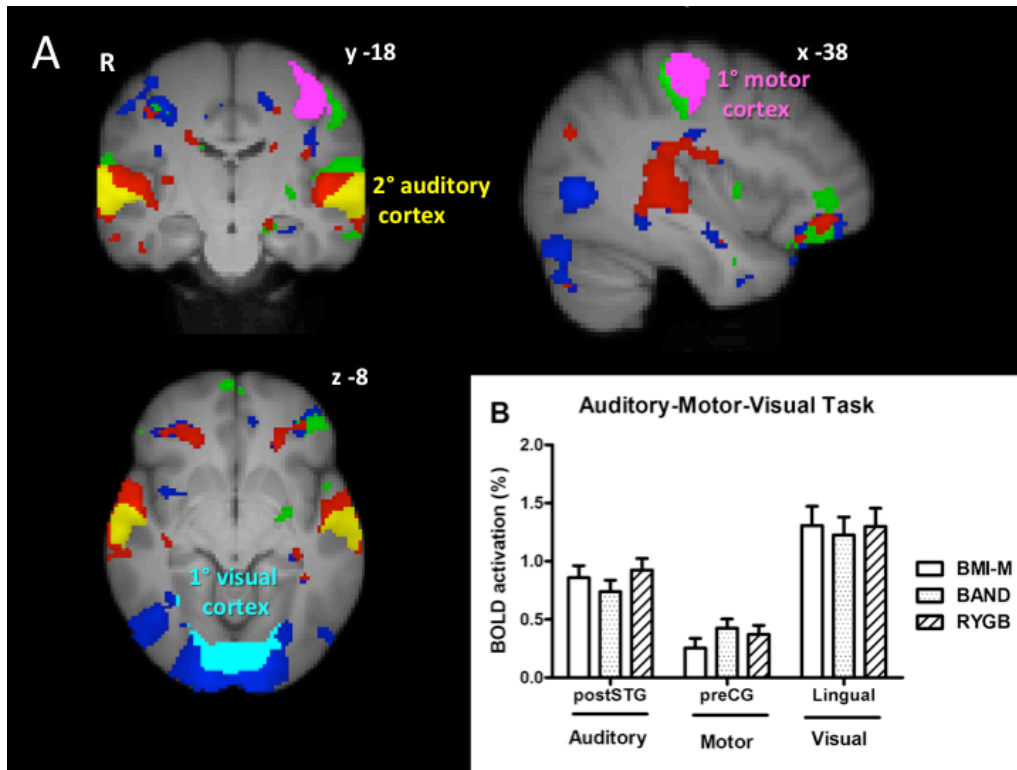 A
R
y -18
x -38
1° motor
cortex
2° auditory
cortex
z -8
1° visual
cortex
B
Auditory-Motor-Visual Task
BOLD activation (%)
2.0
1.5
1.0
0.5
0.0
postSTG preCG Lingual
Auditory Motor Visual
BMI-M
BAND
RYGB